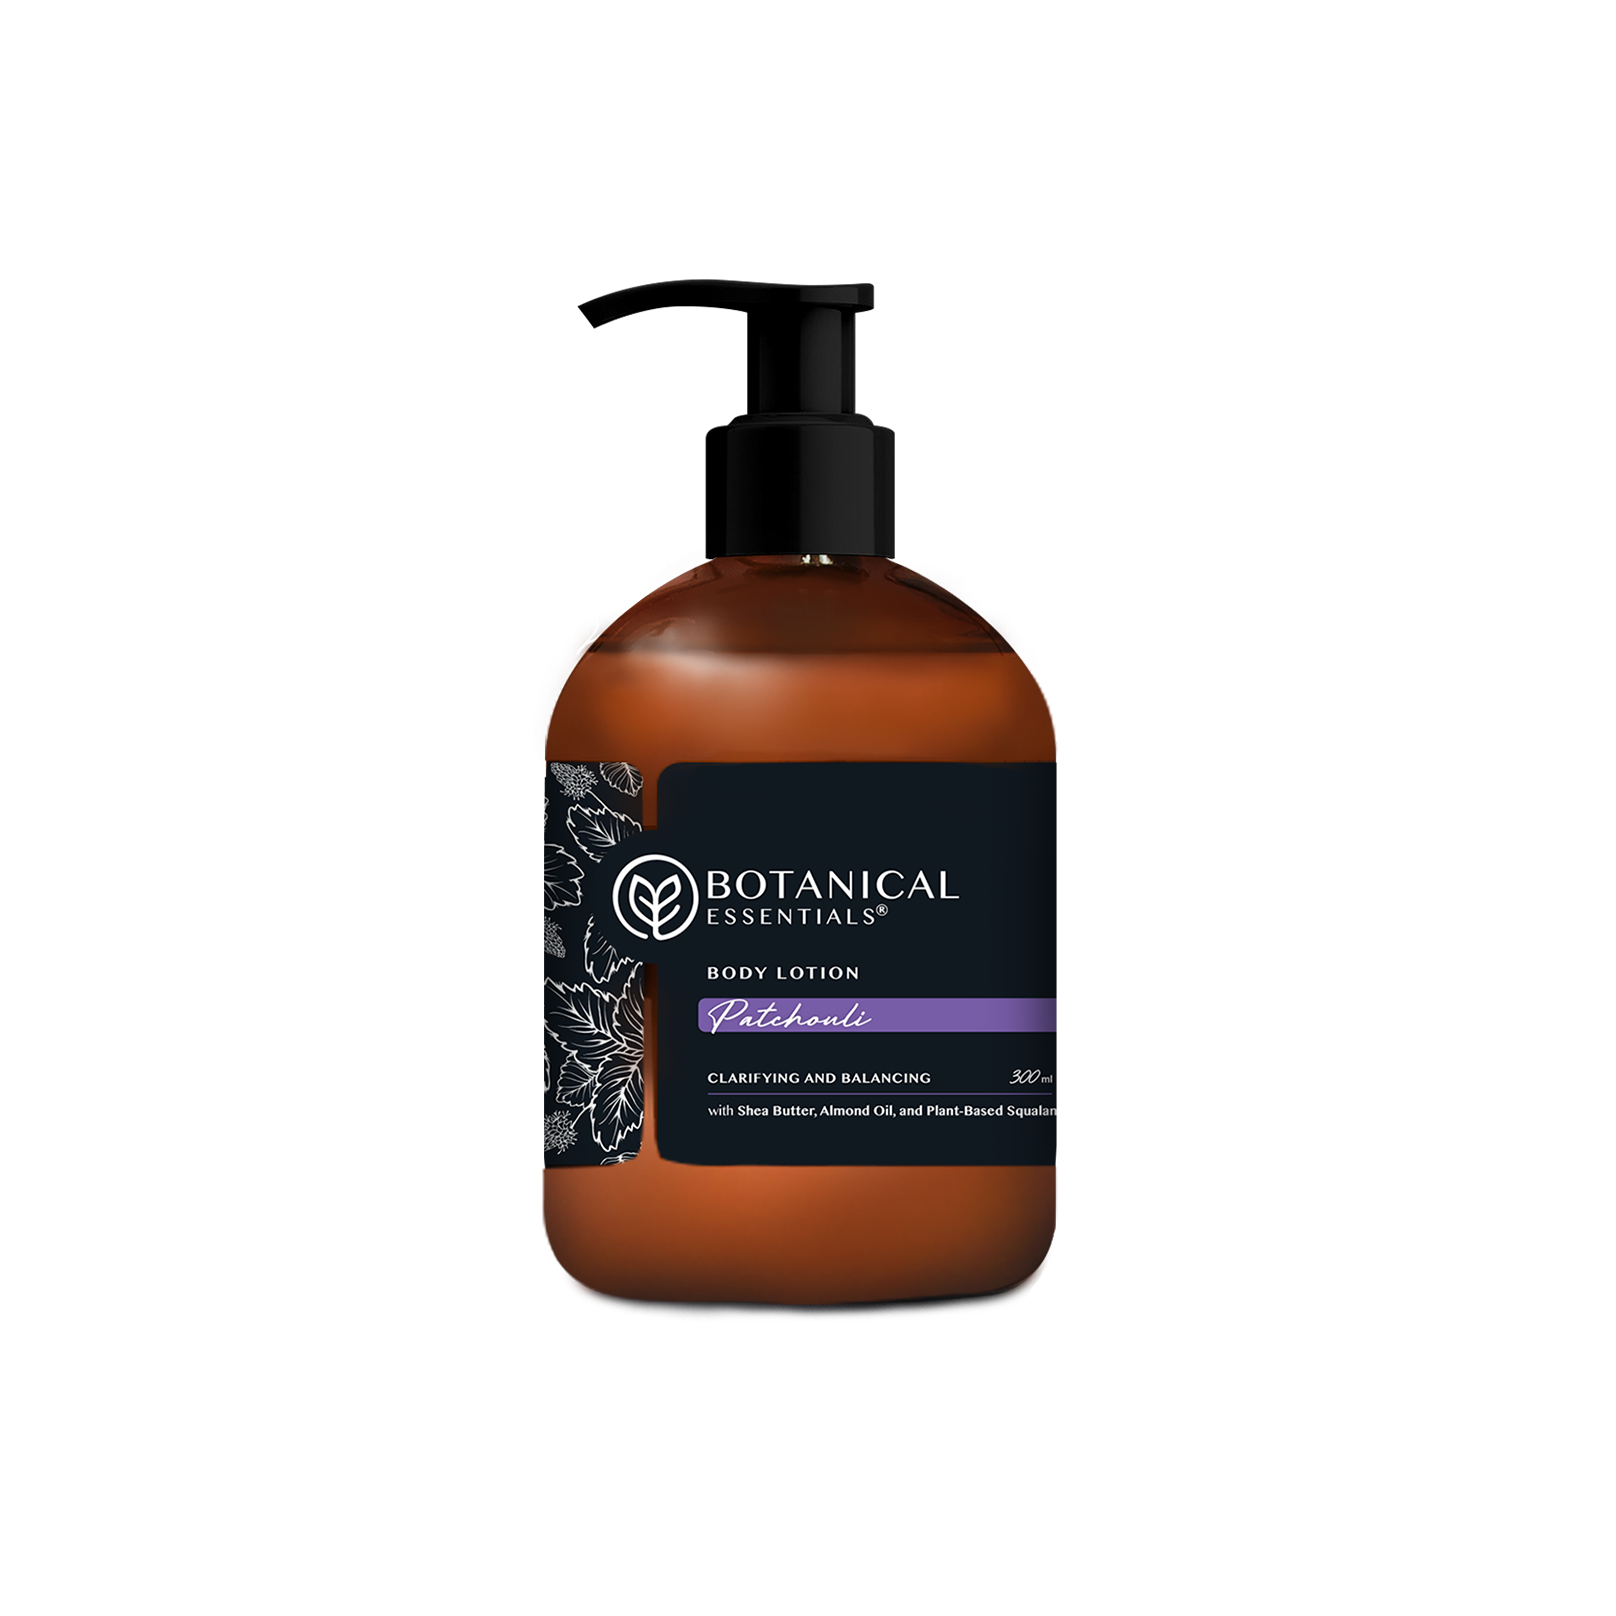 BOTANICAL
ESSENTIALS®
BODY LOTION
Patchouli
CLARIFYING AND BALANCING 300 ml
with Shea Butter, Almond Oil, and Plant-Based Squalan